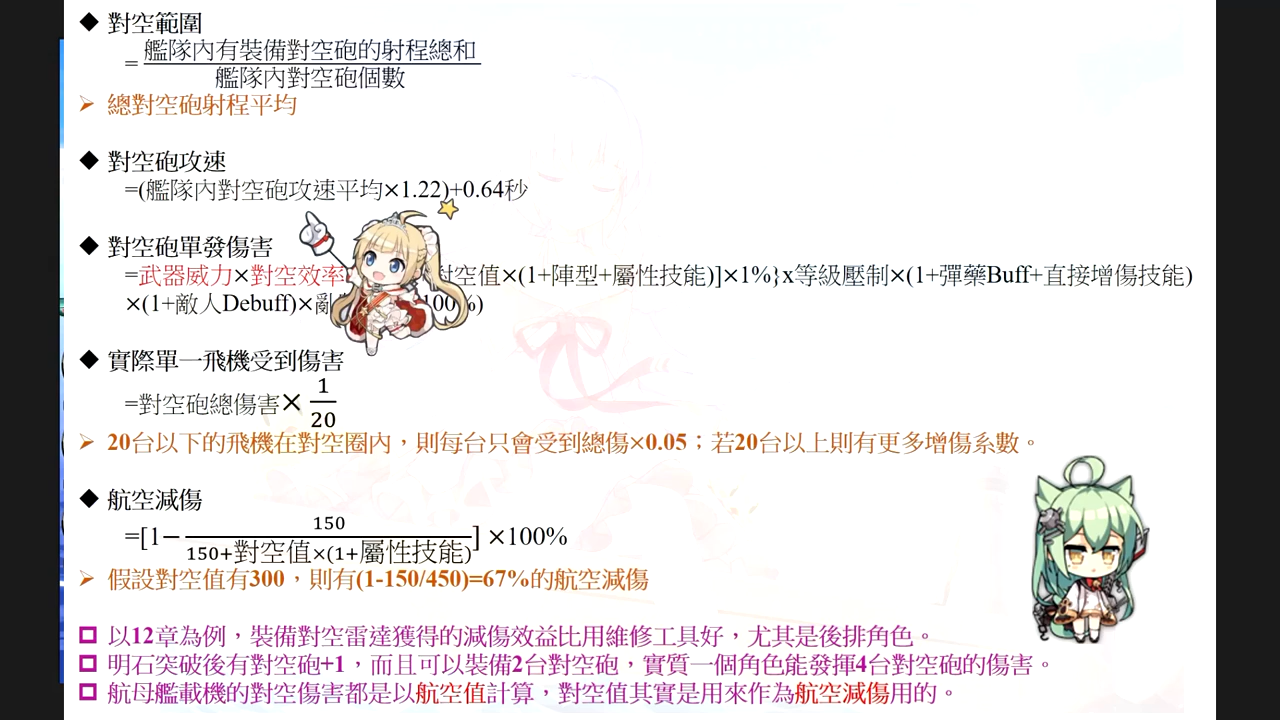 ◆ 對空範圍
= 艦隊內有裝備對空砲的射程總和
艦隊內對空砲個數
➢ 總對空砲射程平均
◆ 對空砲攻速
=(艦隊內對空砲攻速平均×1.22)+0.64秒
◆ 對空砲單發傷害
=武器威力×對空效率 對空值×(1+陣型+屬性技能)]×1%}x等級壓制×(1+彈藥Buff+直接增傷技能)
×(1+敵人Debuff)×亂 100%)
◆ 實際單一飛機受到傷害
=對空砲總傷害× 1
20
➢ 20台以下的飛機在對空圈內，則每台只會受到總傷×0.05；若20台以上則有更多增傷系數。
◆ 航空減傷
=[1− 150 ] ×100%
150+對空值×(1+屬性技能)
➢ 假設對空值有300，則有(1-150/450)=67%的航空減傷
以12章為例，裝備對空雷達獲得的減傷效益比用維修工具好，尤其是後排角色。
明石突破後有對空砲+1，而且可以裝備2台對空砲，實質一個角色能發揮4台對空砲的傷害。
航母艦載機的對空傷害都是以航空值計算，對空值其實是用來作為航空減傷用的。